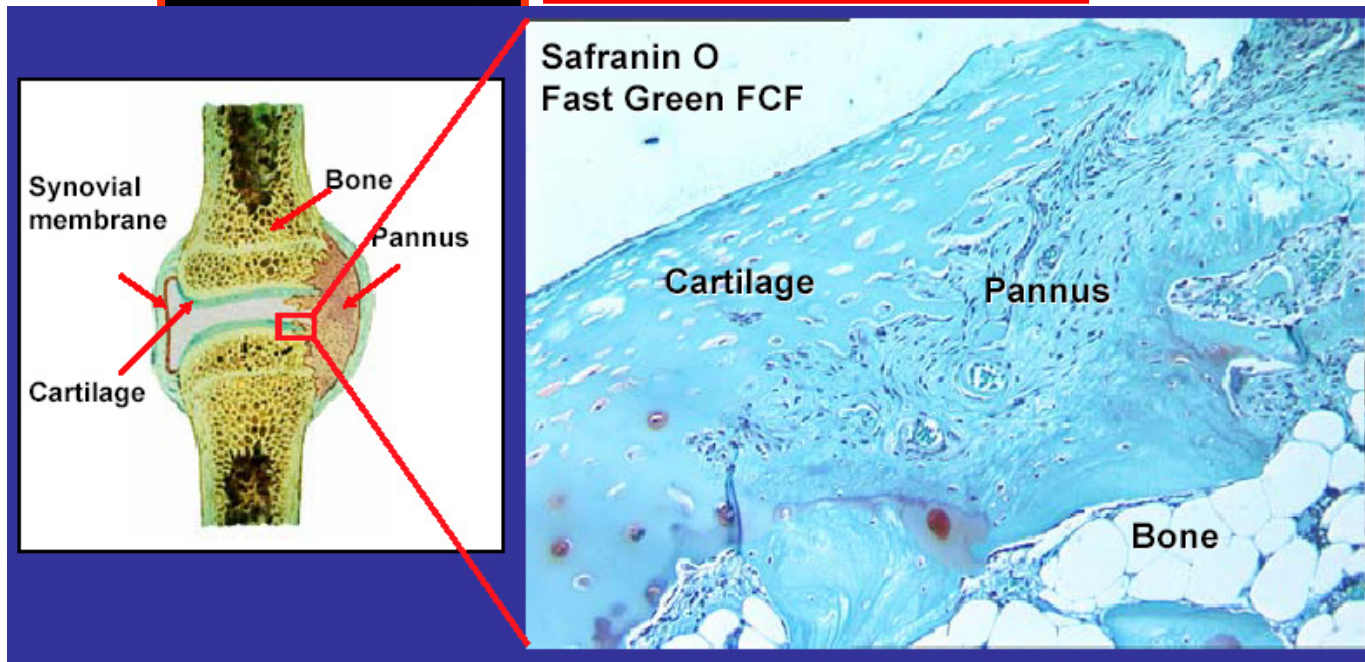 Synovial
membrane
Bone
Pannus
Cartilage
Safranin O
Fast Green FCF
Cartilage
Pannus
Bone